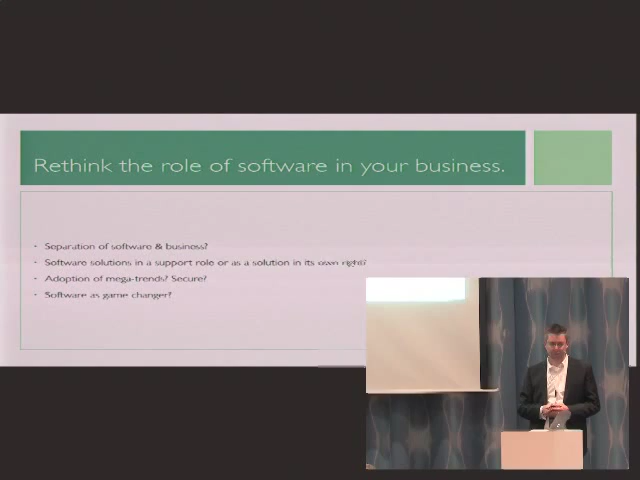 Rethink the role of software in your business.
Separation of software & business?
Software solutions in a support role or as a solution in its own right?
Adoption of mega-trends? Secure?
Software as game changer?